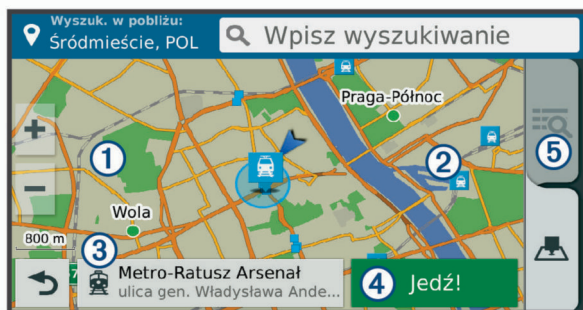 Wyszuk. w pobliżu:
Śródmieście, POL
Wpisz wyszukiwanie
Praga-Północ
1
2
5
Wola
800 m
3
7
Metro-Ratusz Arsenał
ulica gen. Władysława Ande...
4
Jedź!